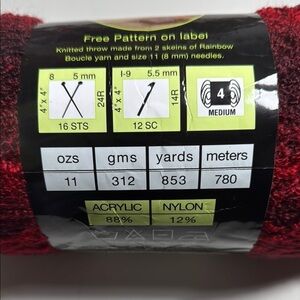 Free Pattern on label
Knitted throw made from 2 skeins of Rainbow
Boucle yarn and size 11 (8 mm) needles.
8 5 mm
4"x 4"
24R
16 STS
I-9 5.5 mm
4"x 4"
14R
12 SC
4
MEDIUM
ozs gms yards meters
11 312 853 780
ACRYLIC NYLON
88% 12%